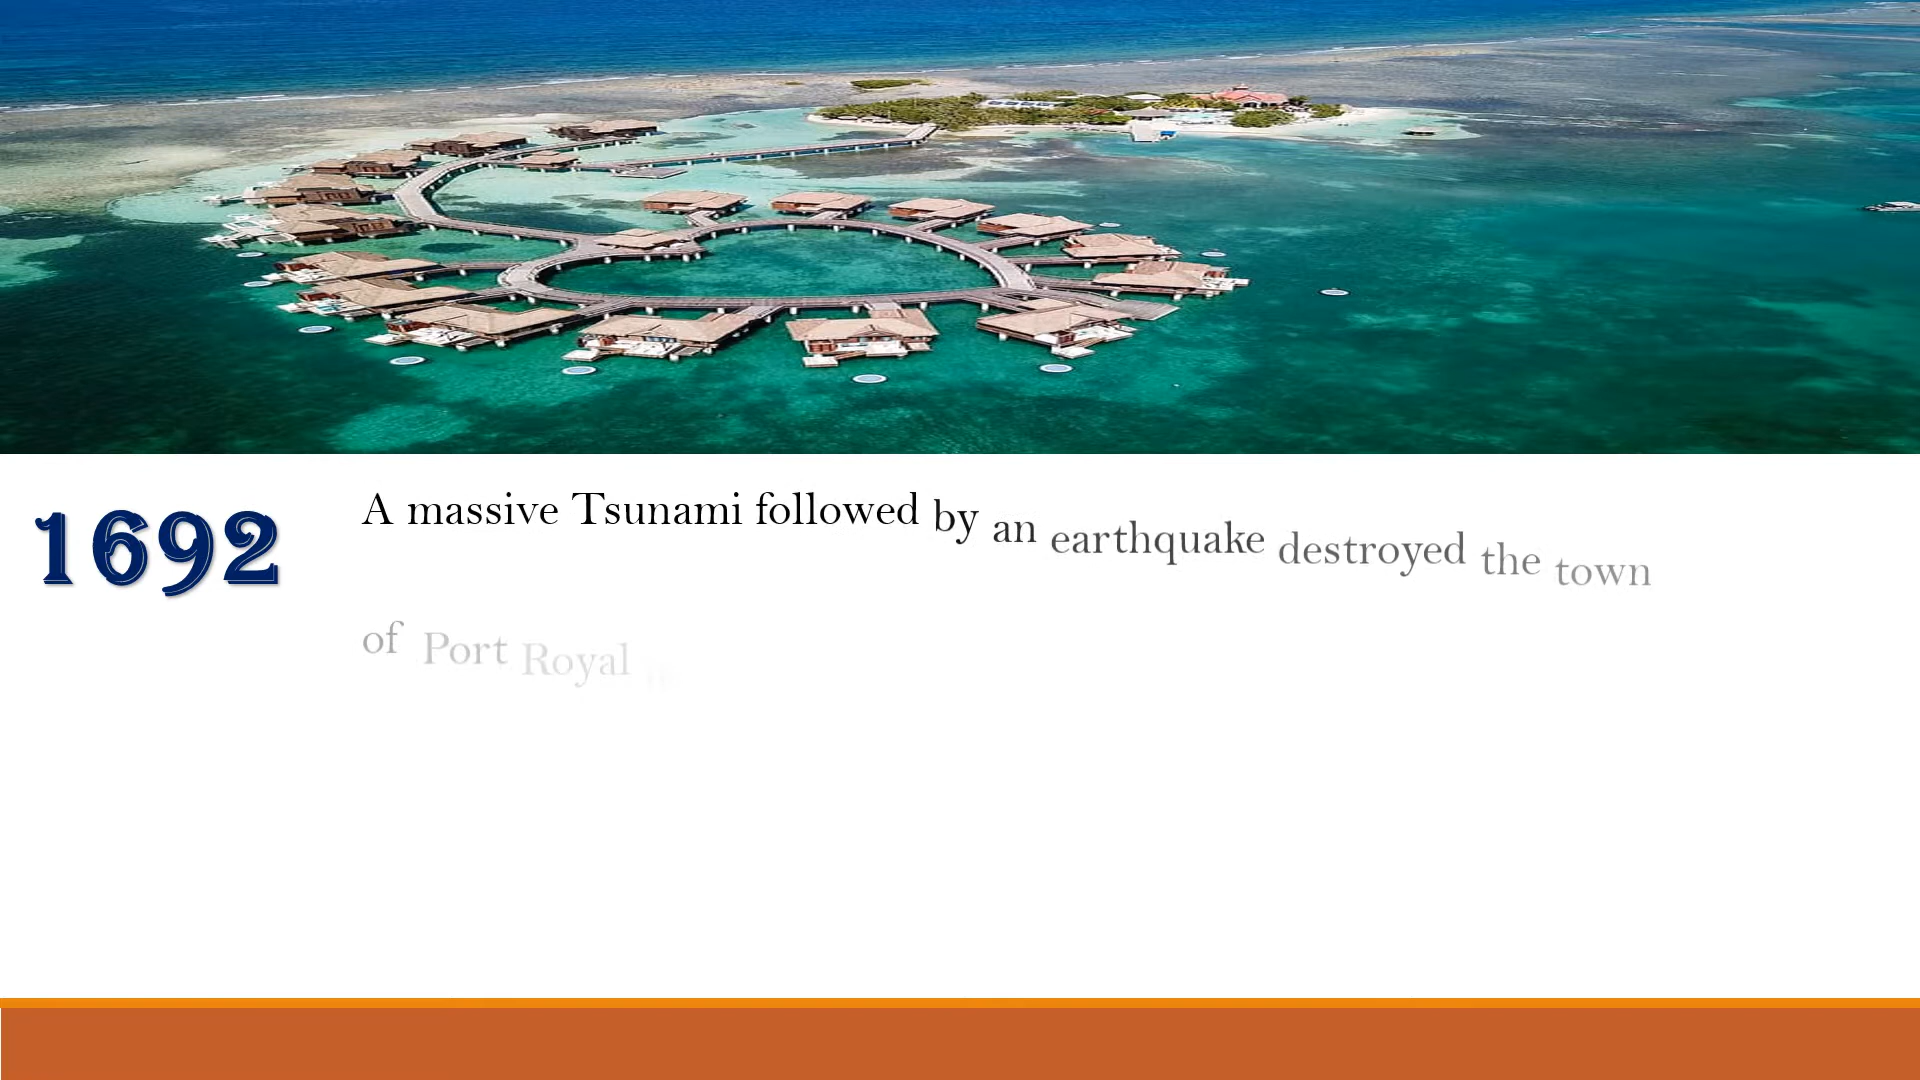 1692
A massive Tsunami followed by an earthquake destroyed the town
of Port Royal